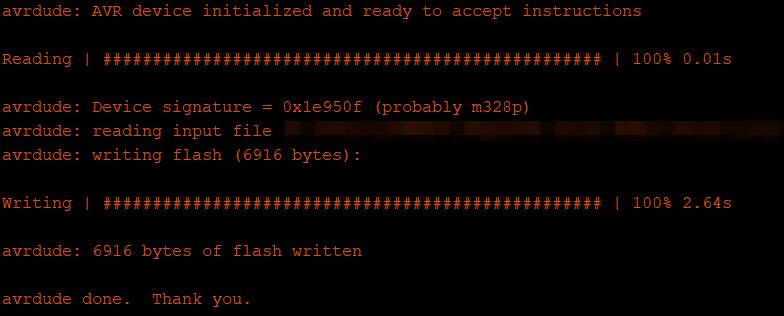 avrdude: AVR device initialized and ready to accept instructions
Reading | ################################################## | 100% 0.01s
avrdude: Device signature = 0x1e950f (probably m328p)
avrdude: reading input file
avrdude: writing flash (6916 bytes):
Writing | ################################################## | 100% 2.64s
avrdude: 6916 bytes of flash written
avrdude done.  Thank you.